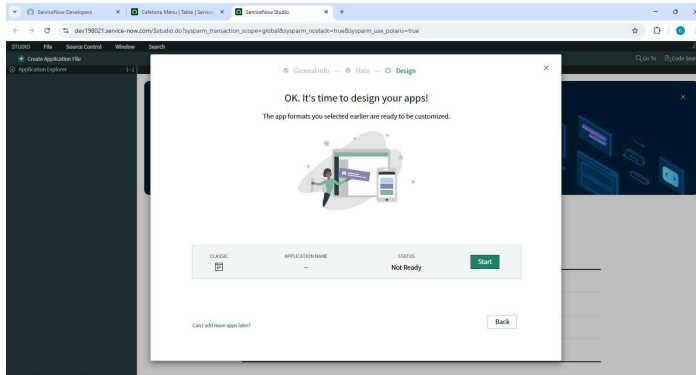 ServiceNow Developers
Cafeteria Menu | Table | Service
ServiceNow Studio
dev198021.service-now.com/$studio.do?sysparm_transaction_scope=global&sysparm_nostack=true&sysparm_use_polaris=true
STUDIO File Source Control Window Search
Create Application File
Go To Code Sear
Application Explorer
General Info — Data — Design
OK. It's time to design your apps!
The app formats you selected earlier are ready to be customized.
CLASSIC APPLICATION NAME STATUS
-- Not Ready Start
Can I add more apps later? Back